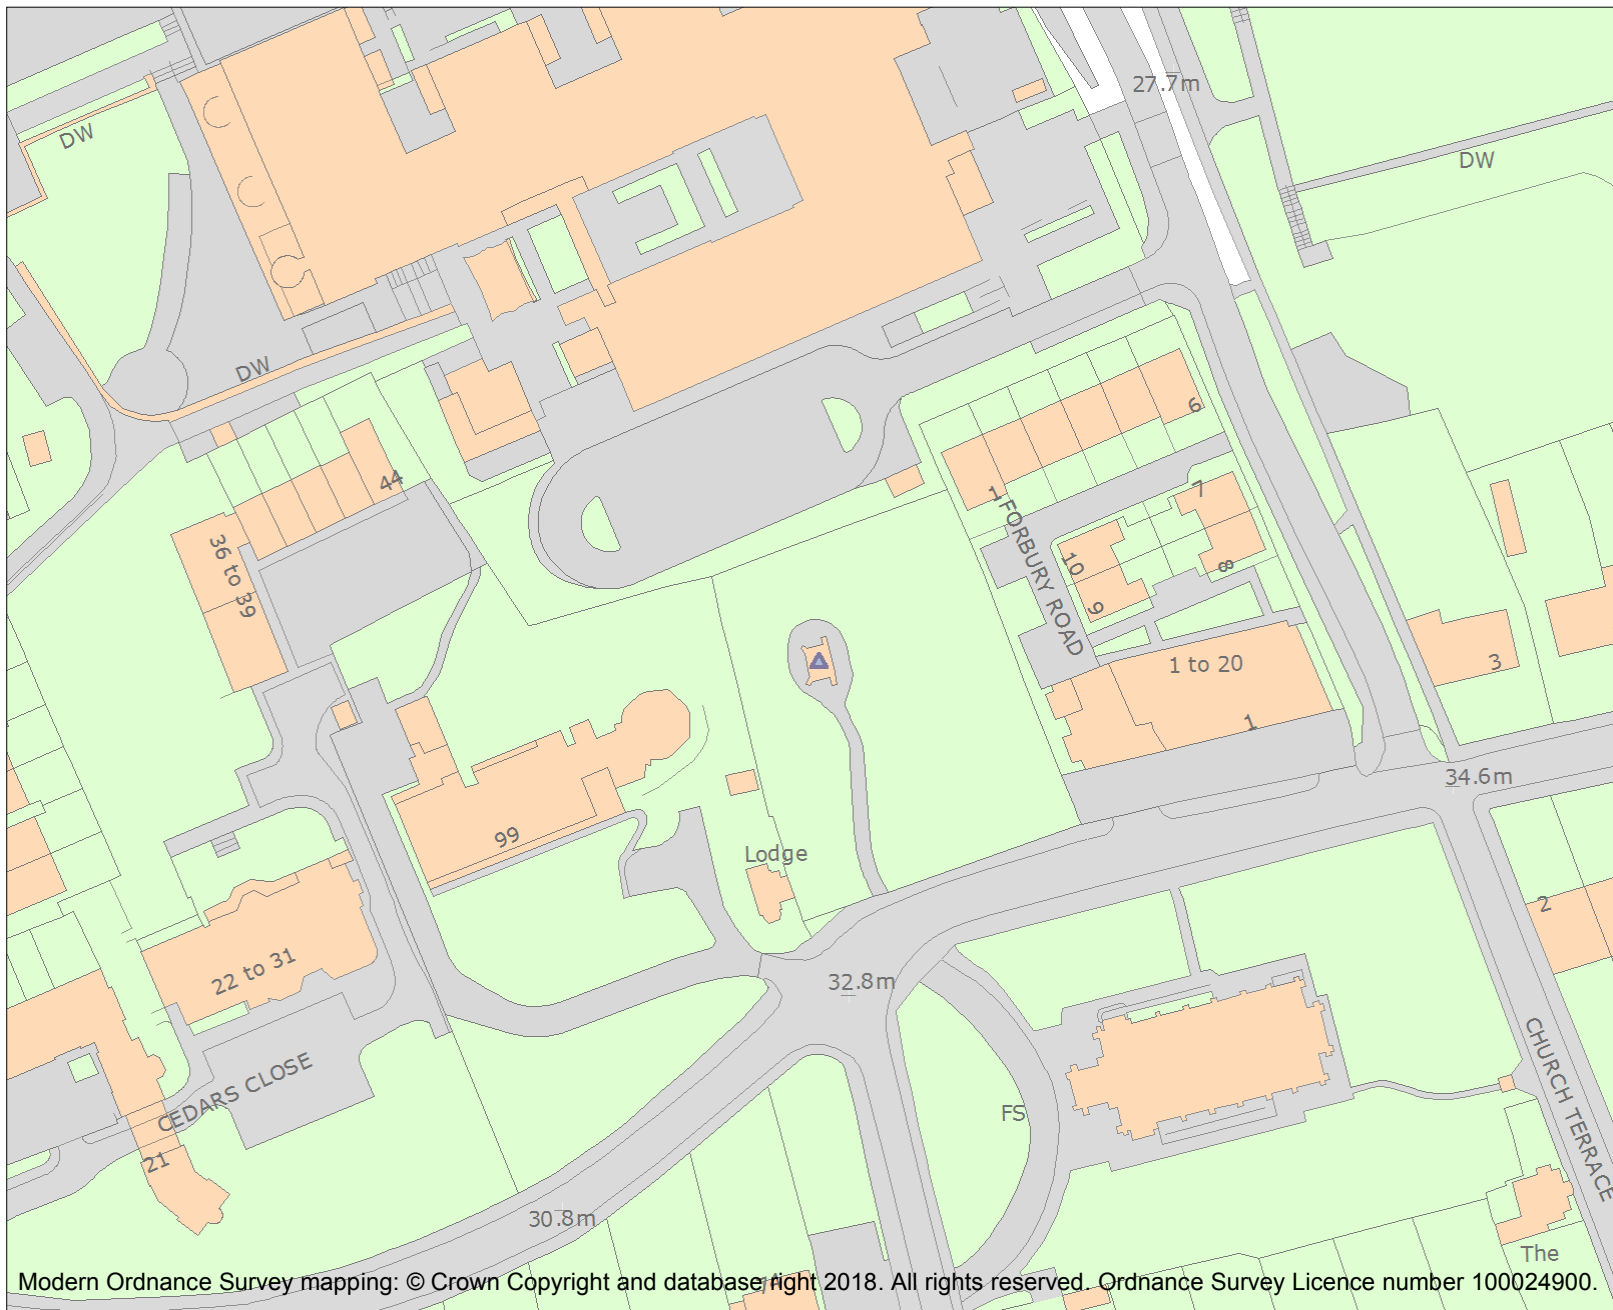 27.7m
DW
DW
DW
6
44
7
1
FORBURY ROAD
36 to 39
10
8
9
1 to 20
3
1
34.6m
99
Lodge
2
22 to 31
32.8m
CHURCH TERRACE
CEDARS CLOSE
FS
21
30.8m
The
Modern Ordnance Survey mapping: © Crown Copyright and database right 2018. All rights reserved. Ordnance Survey Licence number 100024900.